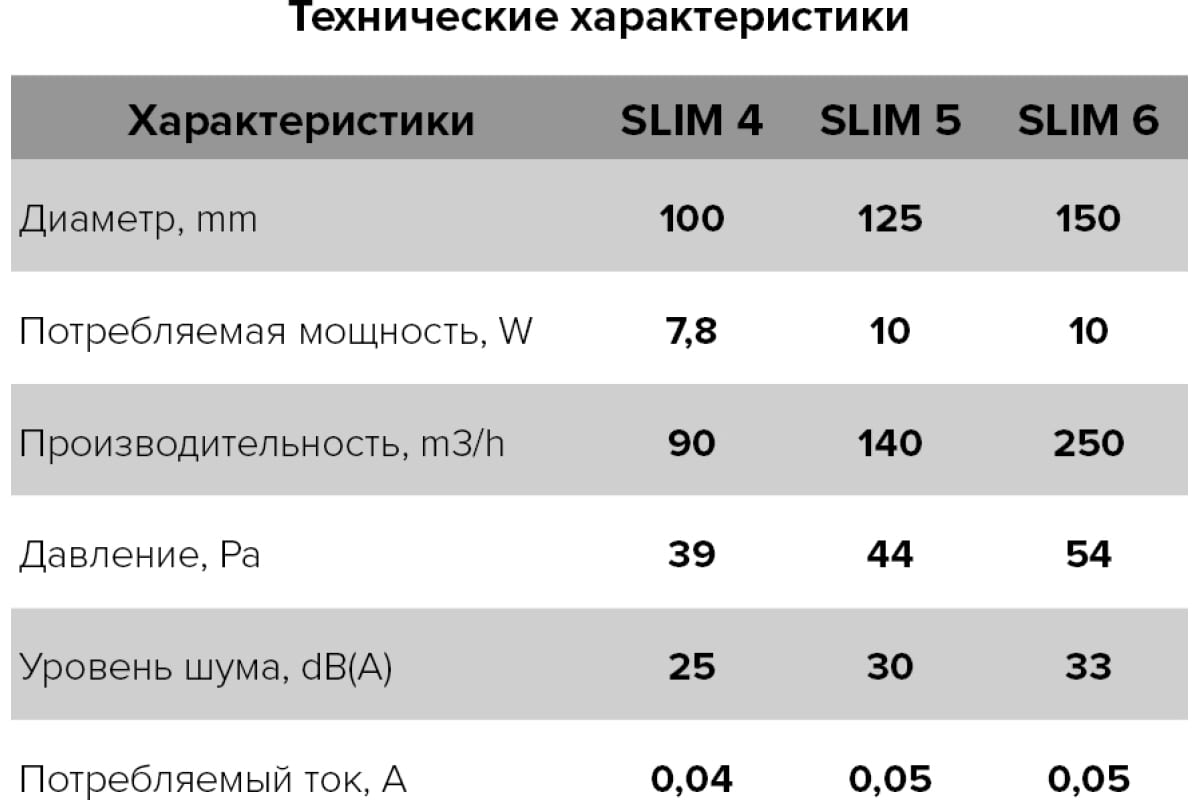 Технические характеристики
Характеристики SLIM 4 SLIM 5 SLIM 6
Диаметр, mm 100 125 150
Потребляемая мощность, W 7,8 10 10
Производительность, m3/h 90 140 250
Давление, Pa 39 44 54
Уровень шума, dB(A) 25 30 33
Потребляемый ток, A 0,04 0,05 0,05